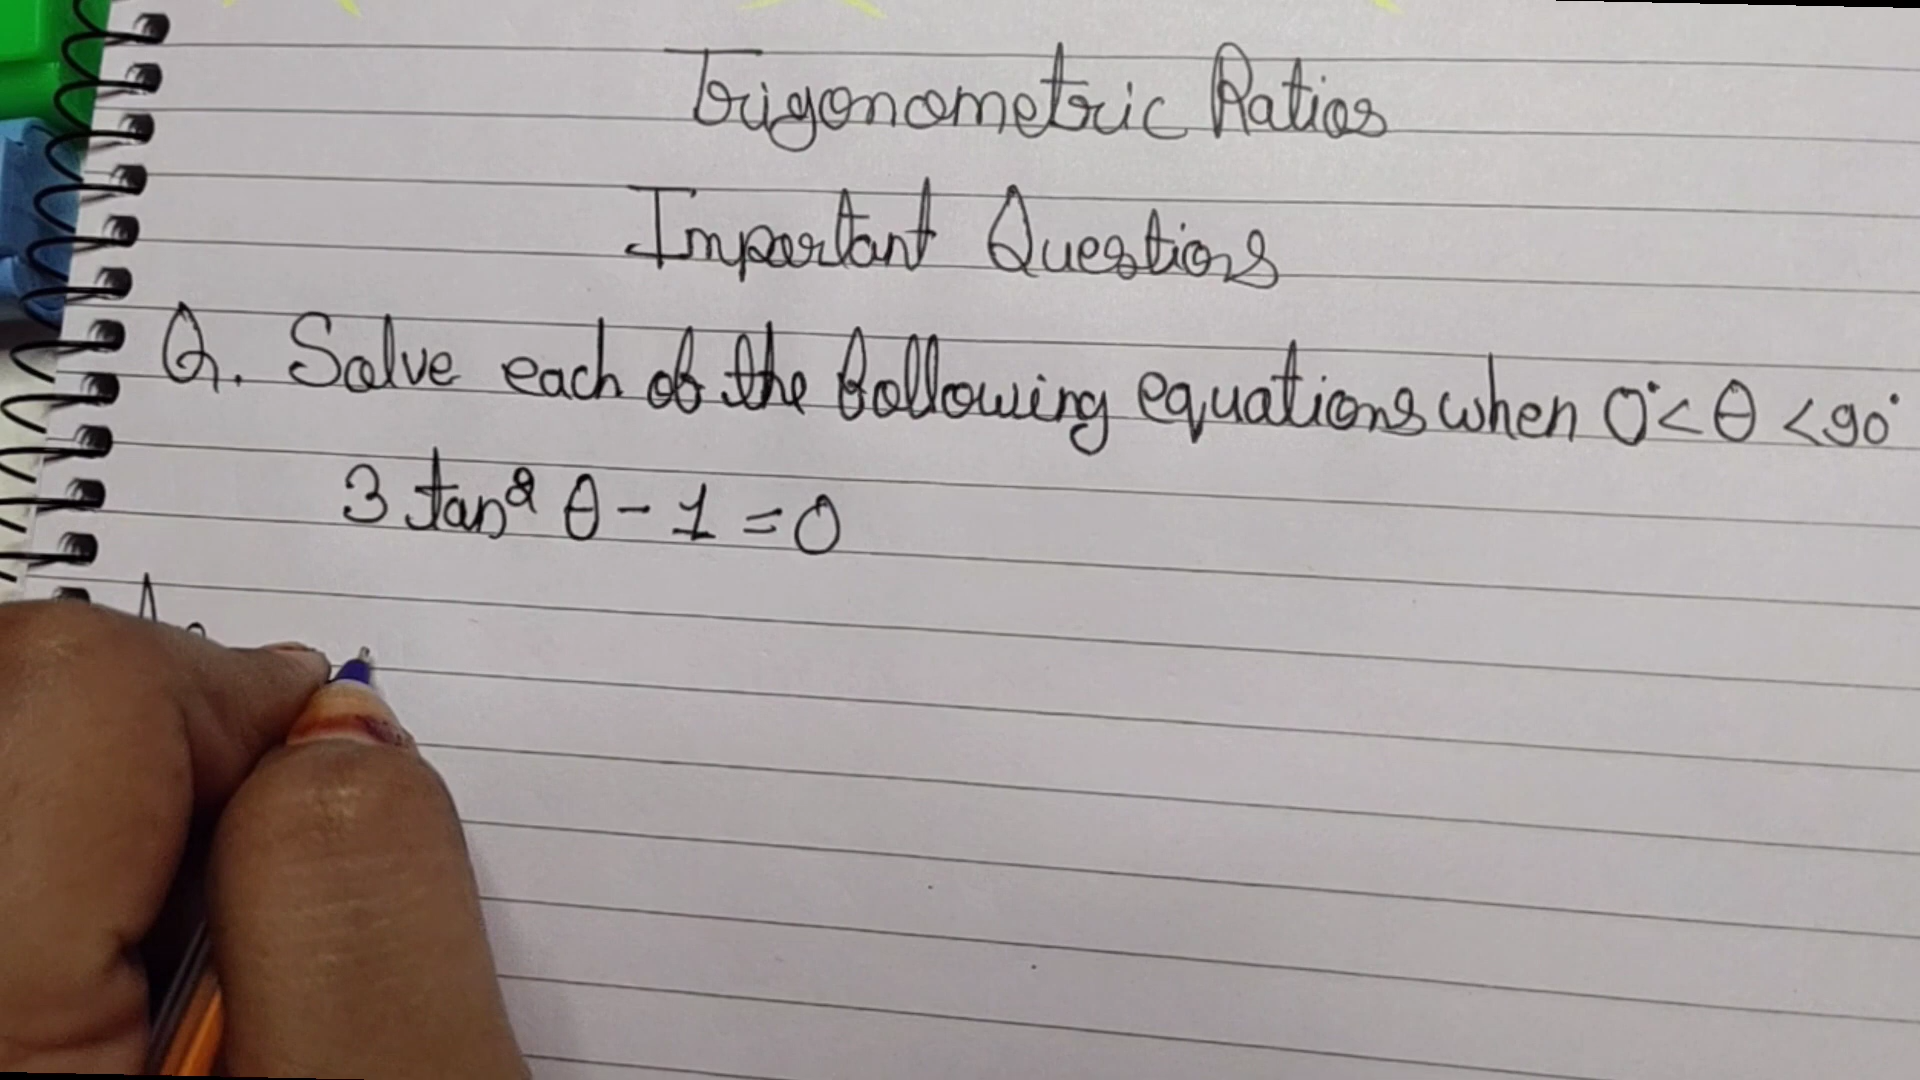 Trigonometric Ratios
Important Questions
Q. Solve each of the following equations when 0°< θ <90°
3 tan² θ - 1 = 0